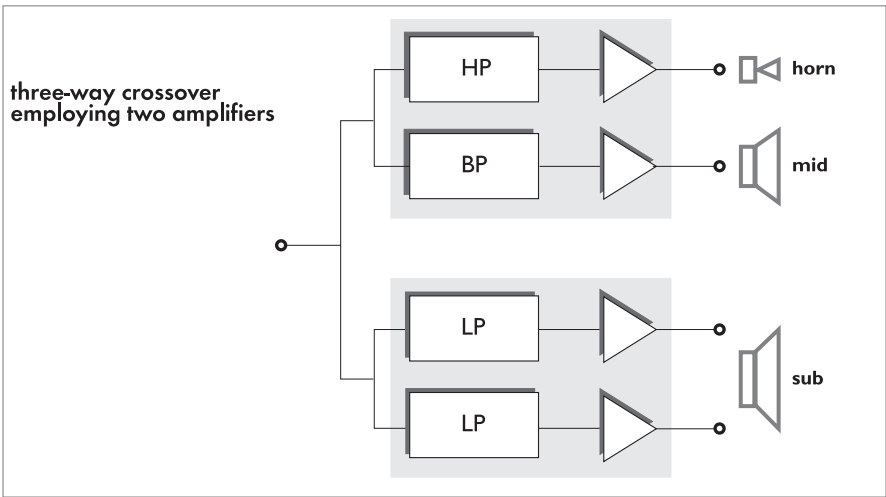 three-way crossover
employing two amplifiers
HP
horn
BP
mid
LP
sub
LP